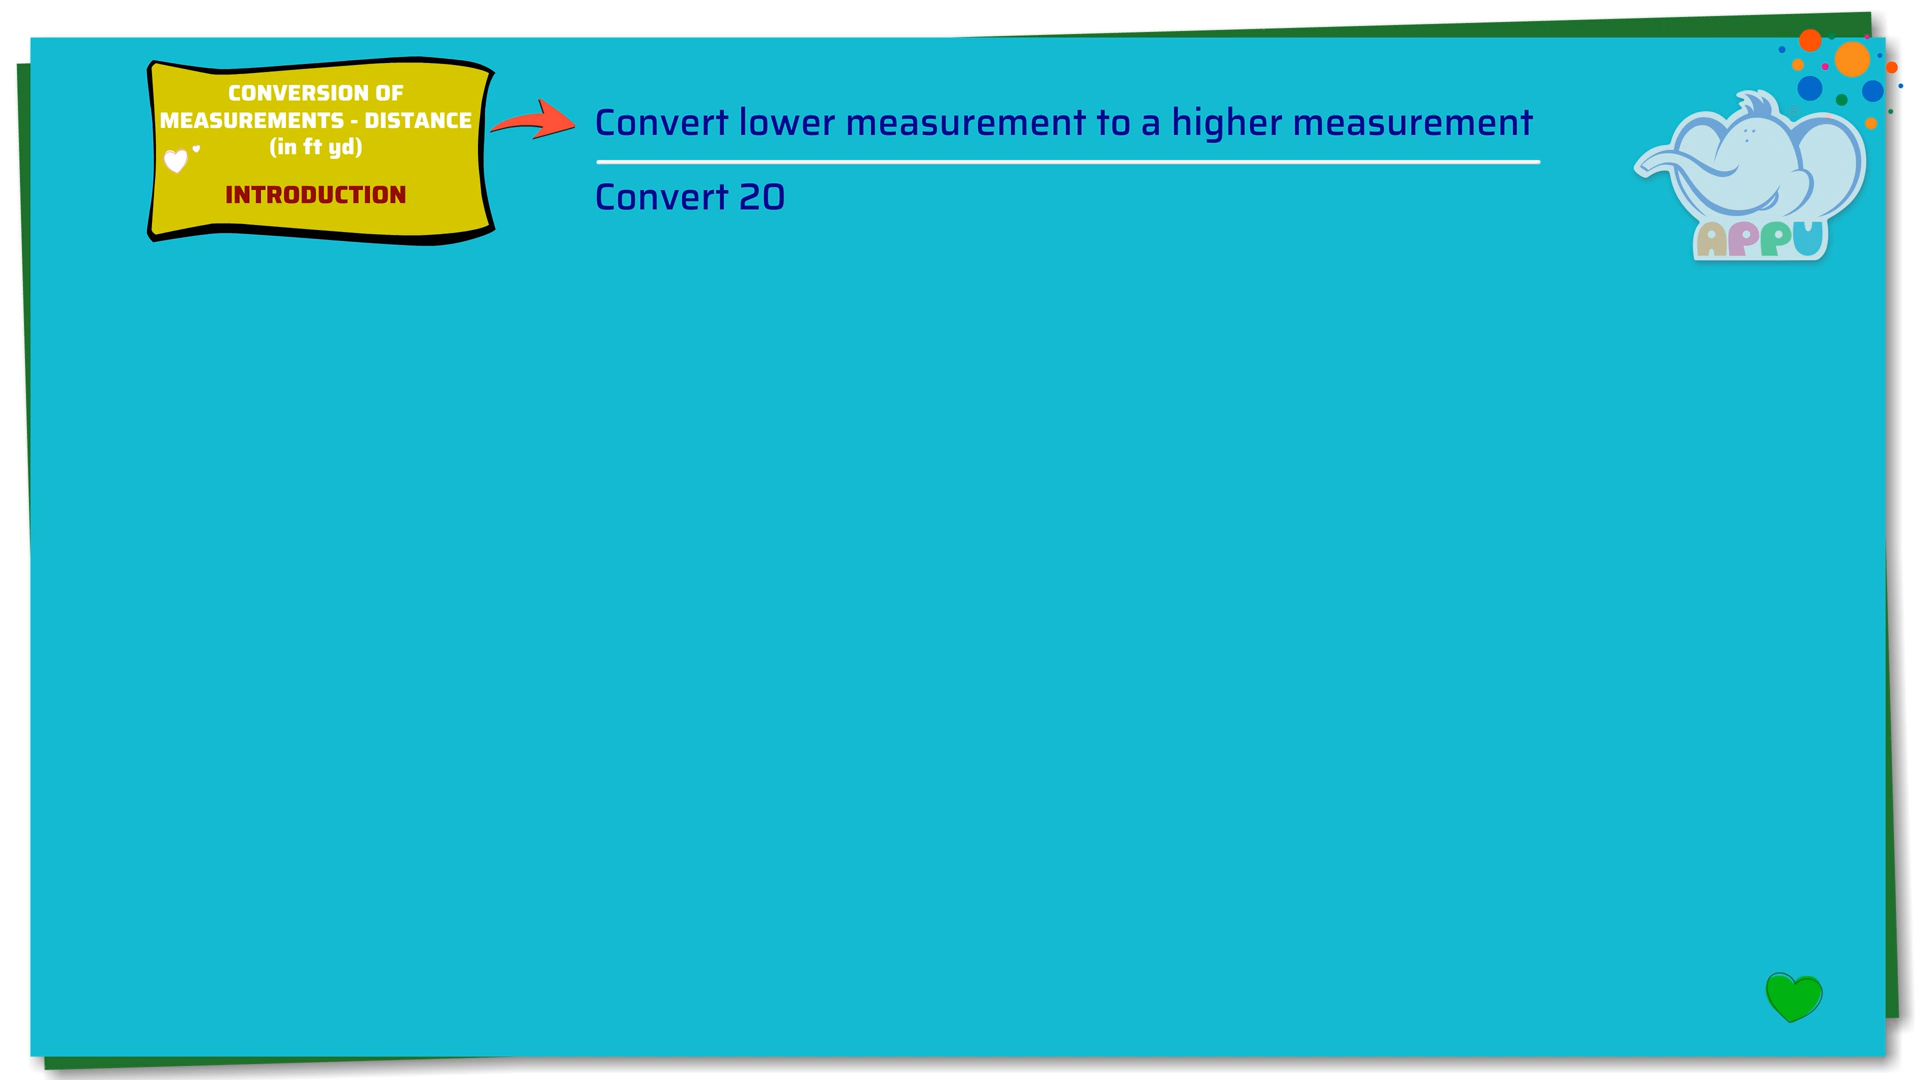 CONVERSION OF
MEASUREMENTS - DISTANCE
(in ft yd)
INTRODUCTION
Convert lower measurement to a higher measurement
Convert 20
APPU